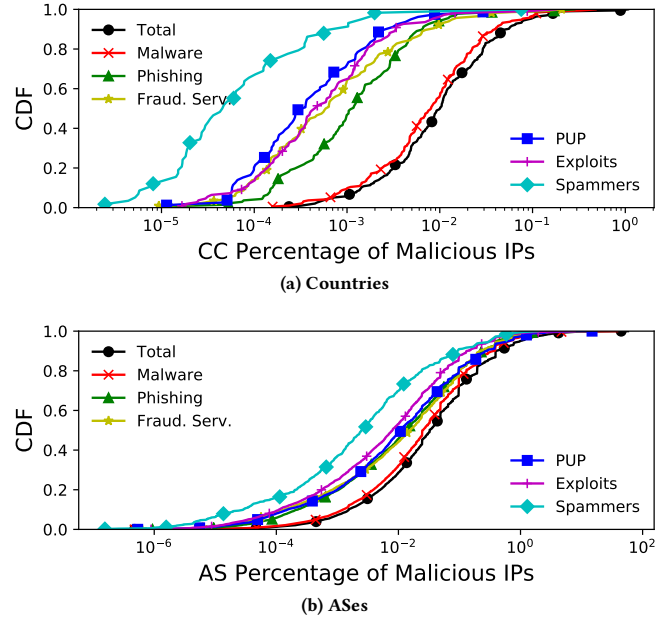 1.0
0.8
0.6
0.4
0.2
0.0
CDF
Total
Malware
Phishing
Fraud. Serv.
PUP
Exploits
Spammers
10⁻⁵ 10⁻⁴ 10⁻³ 10⁻² 10⁻¹ 10⁰
CC Percentage of Malicious IPs
(a) Countries
1.0
0.8
0.6
0.4
0.2
0.0
CDF
Total
Malware
Phishing
Fraud. Serv.
PUP
Exploits
Spammers
10⁻⁶ 10⁻⁴ 10⁻² 10⁰ 10²
AS Percentage of Malicious IPs
(b) ASes